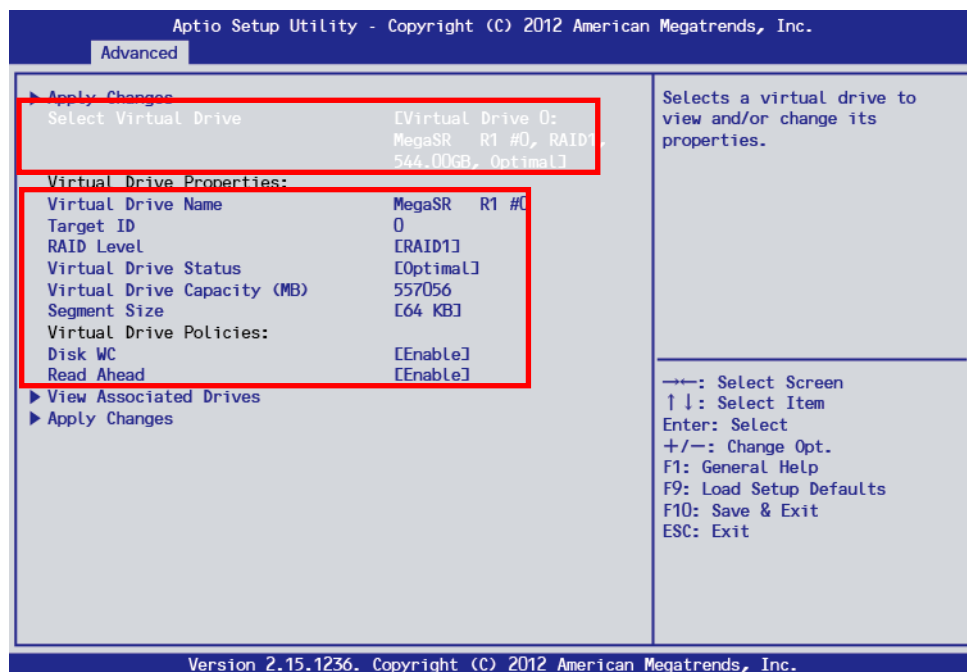 Aptio Setup Utility - Copyright (C) 2012 American Megatrends, Inc.
Advanced
▶ Apply Changes
Select Virtual Drive [Virtual Drive 0:
MegaSR R1 #0, RAID1,
544.00GB, Optimal]
Virtual Drive Properties:
Virtual Drive Name MegaSR R1 #0
Target ID 0
RAID Level [RAID1]
Virtual Drive Status [Optimal]
Virtual Drive Capacity (MB) 557056
Segment Size [64 KB]
Virtual Drive Policies:
Disk WC [Enable]
Read Ahead [Enable]
▶ View Associated Drives
▶ Apply Changes
Selects a virtual drive to
view and/or change its
properties.
→←: Select Screen
↑↓: Select Item
Enter: Select
+/-: Change Opt.
F1: General Help
F9: Load Setup Defaults
F10: Save & Exit
ESC: Exit
Version 2.15.1236. Copyright (C) 2012 American Megatrends, Inc.